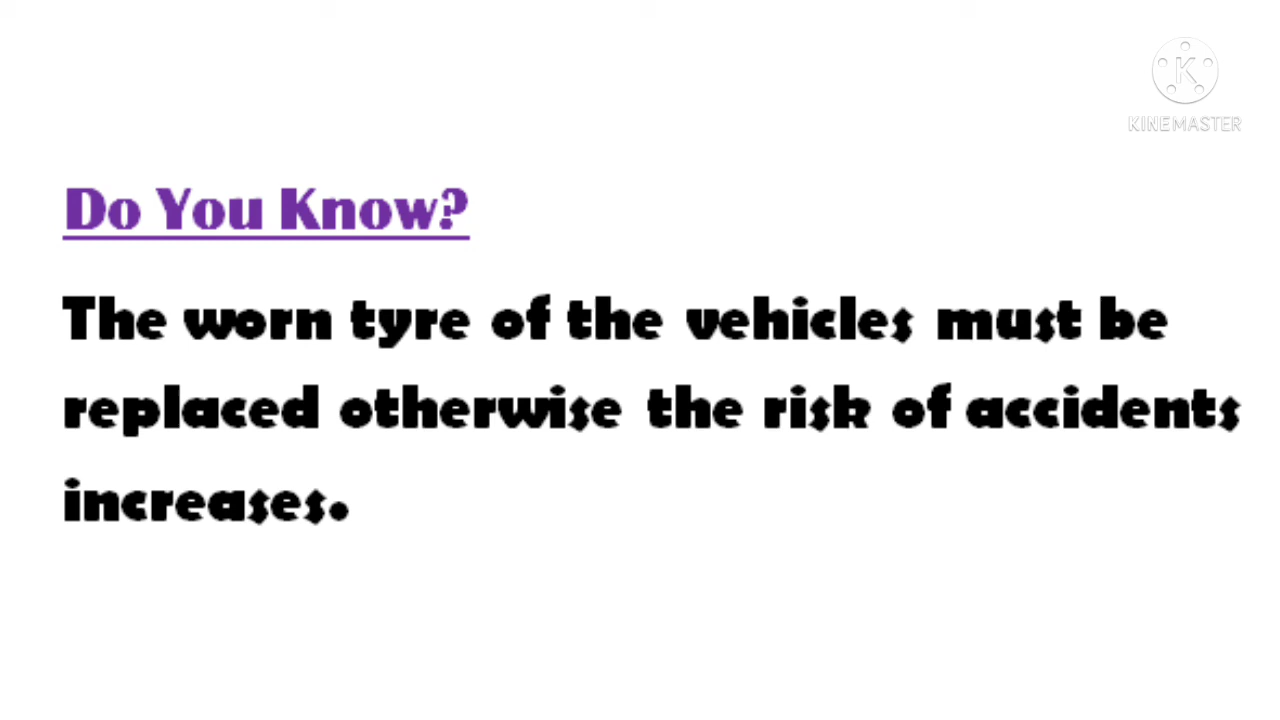 KINEMASTER
Do You Know?
The worn tyre of the vehicles must be
replaced otherwise the risk of accidents
increases.